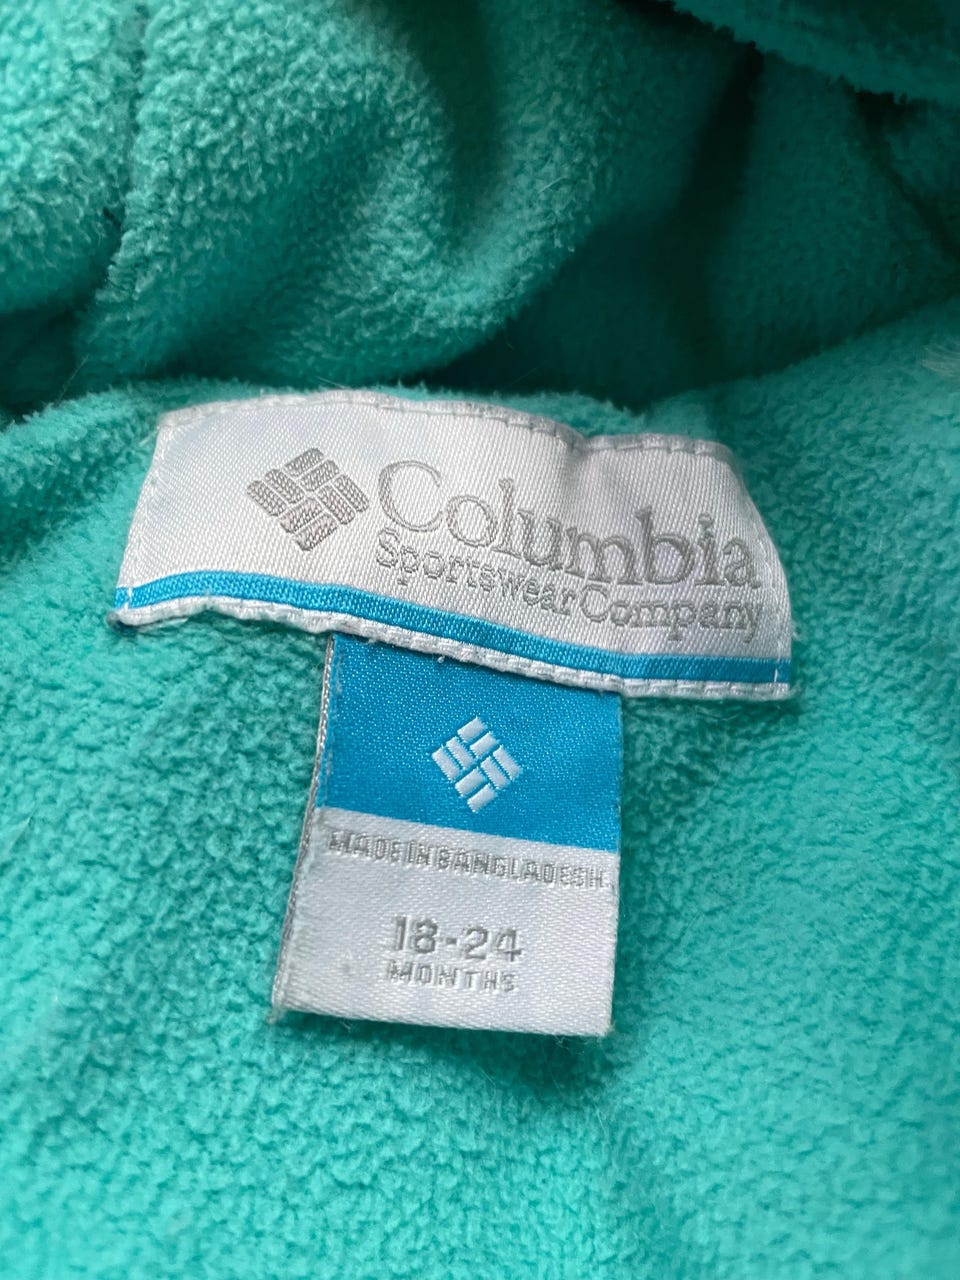 Columbia
Sportswear Company
MADE IN BANGLADESH
18-24
MONTHS